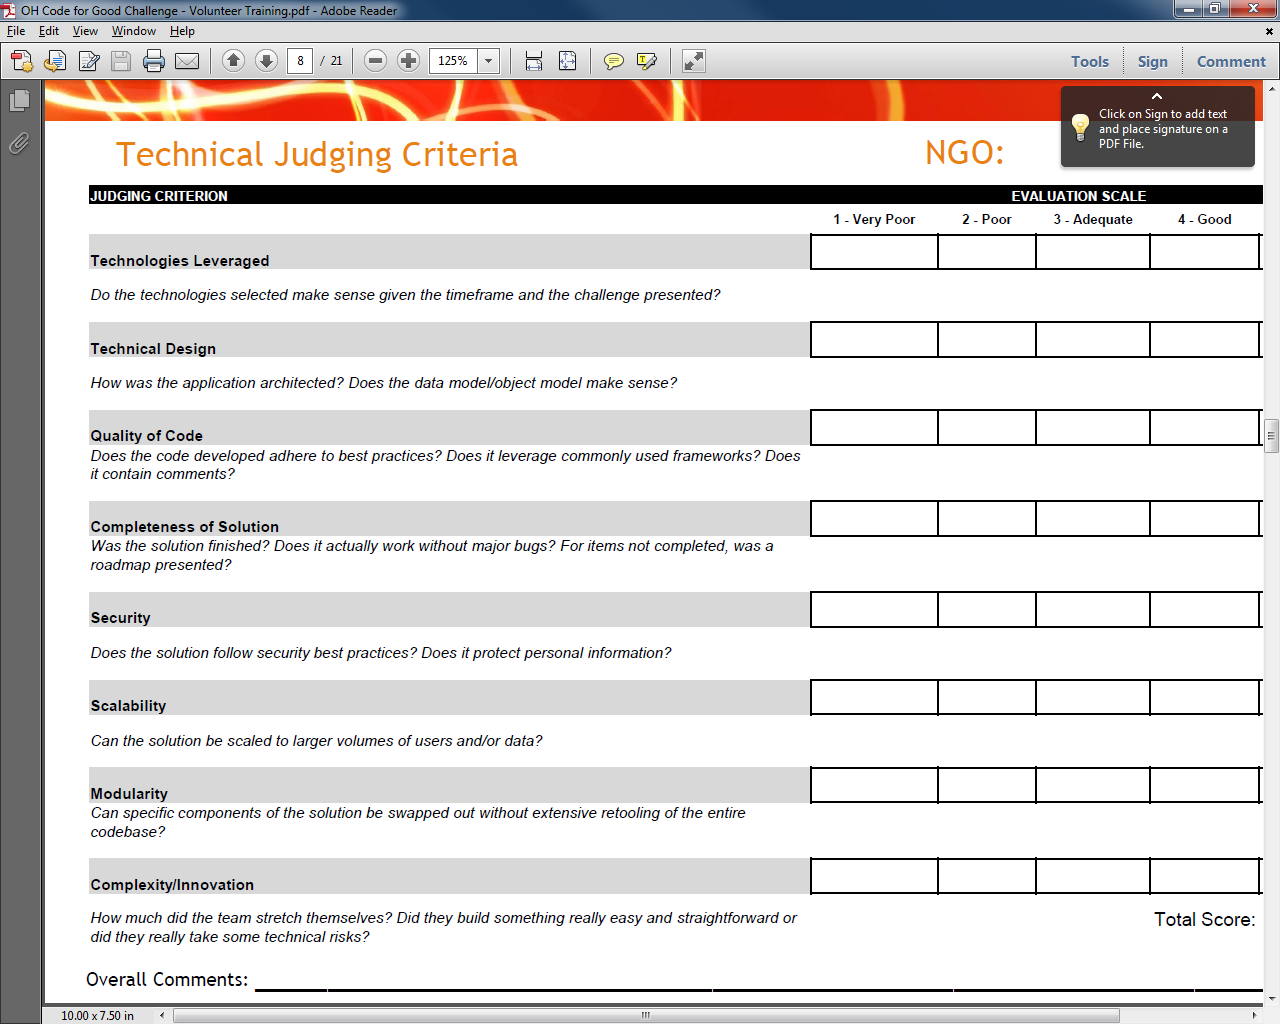 OH Code for Good Challenge - Volunteer Training.pdf - Adobe Reader
File Edit View Window Help
8 / 21 125% Tools Sign Comment
Click on Sign to add text
and place signature on a
PDF File.
Technical Judging Criteria NGO:
JUDGING CRITERION EVALUATION SCALE
1 - Very Poor 2 - Poor 3 - Adequate 4 - Good
Technologies Leveraged
Do the technologies selected make sense given the timeframe and the challenge presented?
Technical Design
How was the application architected? Does the data model/object model make sense?
Quality of Code
Does the code developed adhere to best practices? Does it leverage commonly used frameworks? Does
it contain comments?
Completeness of Solution
Was the solution finished? Does it actually work without major bugs? For items not completed, was a
roadmap presented?
Security
Does the solution follow security best practices? Does it protect personal information?
Scalability
Can the solution be scaled to larger volumes of users and/or data?
Modularity
Can specific components of the solution be swapped out without extensive retooling of the entire
codebase?
Complexity/Innovation
How much did the team stretch themselves? Did they build something really easy and straightforward or
did they really take some technical risks?
Total Score:
Overall Comments:
10.00 x 7.50 in